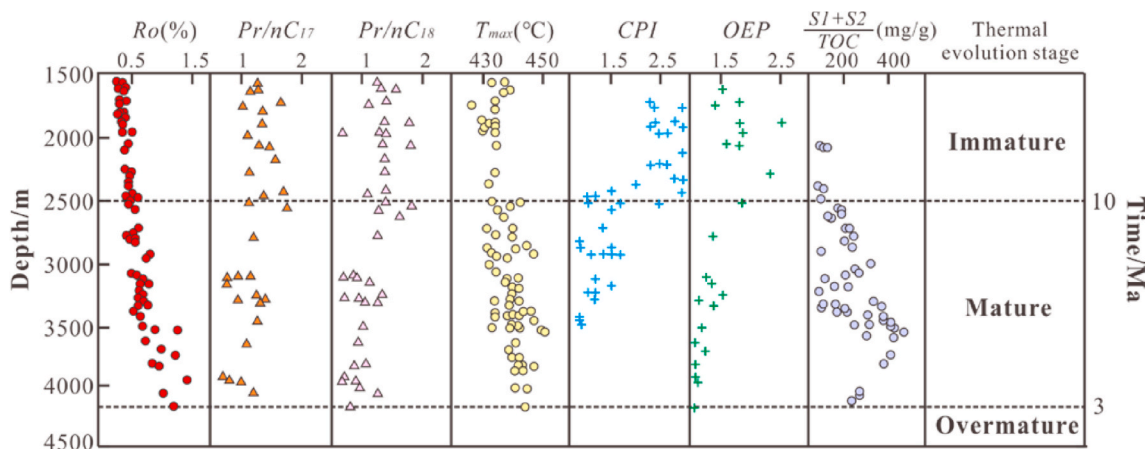 Ro(%) Pr/nC17 Pr/nC18 Tmax(°C) CPI OEP S1+S2/TOC (mg/g) Thermal evolution stage
0.5 1.5 1 2 1 2 430 450 1.5 2.5 1.5 2.5 200 400
1500
2000 Immature
2500 10
3000
3500 Mature
4000
3
4500 Overmature
Depth/m
Time/Ma